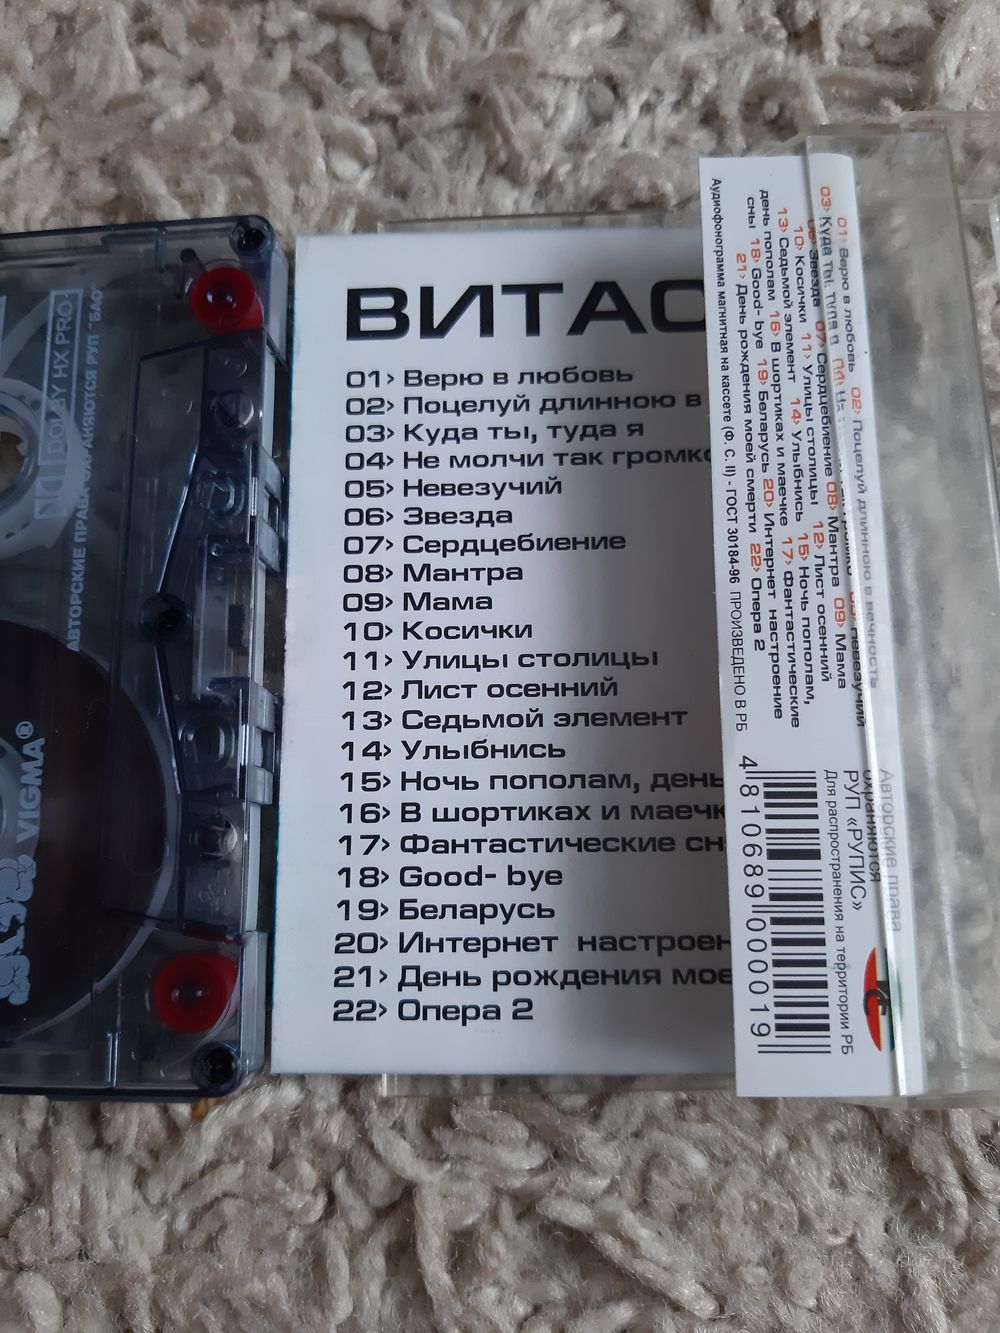 ВИТАС
01> Верю в любовь
02> Поцелуй длинною в
03> Куда ты, туда я
04> Не молчи так громко
05> Невезучий
06> Звезда
07> Сердцебиение
08> Мантра
09> Мама
10> Косички
11> Улицы столицы
12> Лист осенний
13> Седьмой элемент
14> Улыбнись
15> Ночь пополам, день
16> В шортиках и маечк
17> Фантастические сн
18> Good- bye
19> Беларусь
20> Интернет настроен
21> День рождения мое
22> Опера 2
01> Верю в любовь 02> Поцелуй длинною в вечность
03> Куда ты, туда я 04> Не громко 05> Невезучий
06> Звезда 07> Сердцебиение 08> Мантра 09> Мама
10> Косички 11> Улицы столицы 12> Лист осенний
13> Седьмой элемент 14> Улыбнись 15> Ночь пополам,
день пополам 16> В шортиках и маечке 17> Фантастические
сны 18> Good- bye 19> Беларусь 20> Интернет настроение
21> День рождения моей смерти 22> Опера 2
Аудиофонограмма магнитная на кассете (Ф. С. II) - ГОСТ 30184-96 ПРОИЗВЕДЕНО В РБ
Авторские права
охраняются
РУП «РУПИС»
Для распространения на территории РБ
4 810689 000019
DOLBY HX PRO
АВТОРСКИЕ ПРАВА ОХРАНЯЮТСЯ РУП "БАО"
VIGMA®